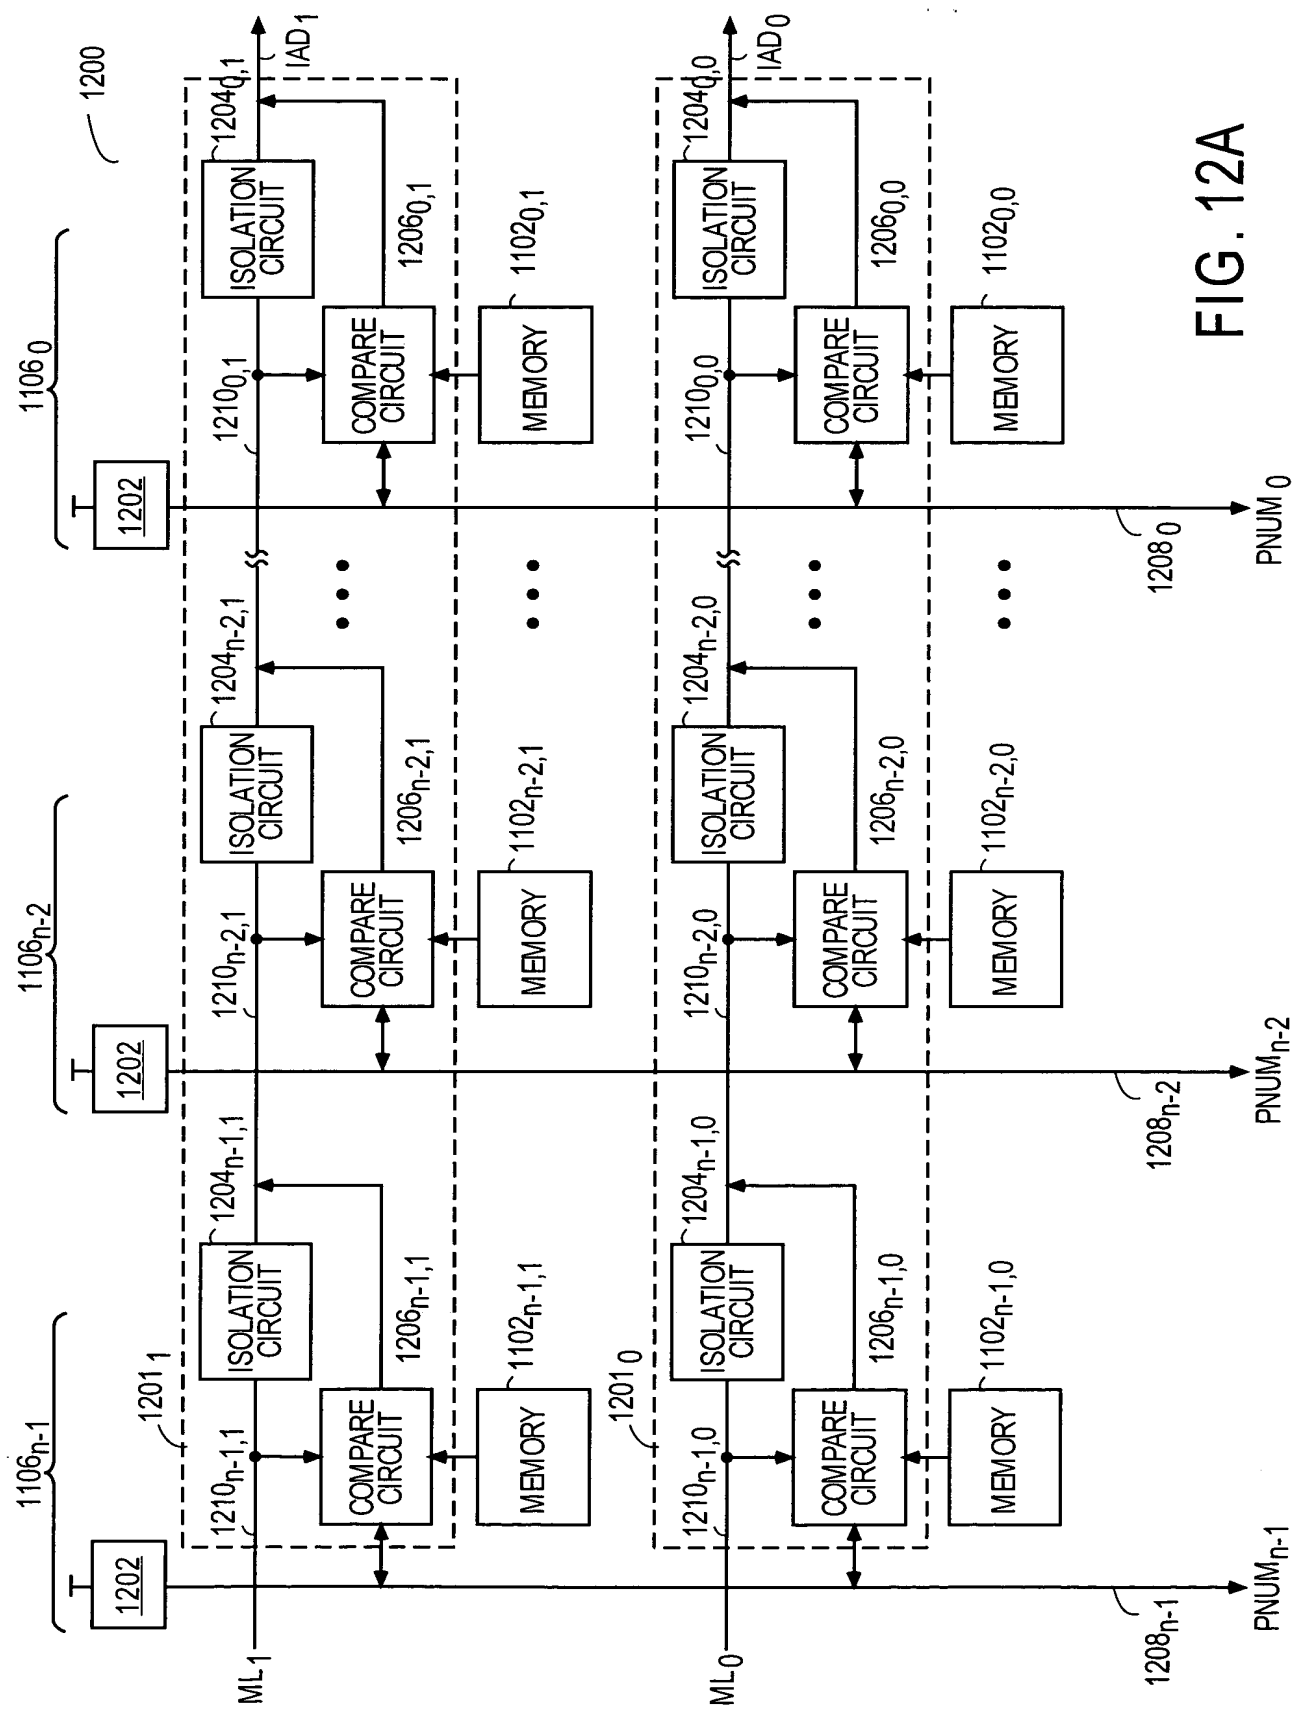 1200
1106n-1
1106n-2
11060
1202
1202
1202
1201 1
1210n-1,1
ISOLATION CIRCUIT
1204n-1,1
1210n-2,1
ISOLATION CIRCUIT
1204n-2,1
1210 0,1
ISOLATION CIRCUIT
1204 0,1
ML1
IAD1
COMPARE CIRCUIT
1206n-1,1
COMPARE CIRCUIT
1206n-2,1
COMPARE CIRCUIT
1206 0,1
MEMORY
1102n-1,1
MEMORY
1102n-2,1
MEMORY
1102 0,1
1201 0
1210n-1,0
ISOLATION CIRCUIT
1204n-1,0
1210n-2,0
ISOLATION CIRCUIT
1204n-2,0
1210 0,0
ISOLATION CIRCUIT
1204 0,0
ML0
IAD0
COMPARE CIRCUIT
1206n-1,0
COMPARE CIRCUIT
1206n-2,0
COMPARE CIRCUIT
1206 0,0
MEMORY
1102n-1,0
MEMORY
1102n-2,0
MEMORY
1102 0,0
1208n-1
1208n-2
1208 0
PNUMn-1
PNUMn-2
PNUM 0
FIG. 12A